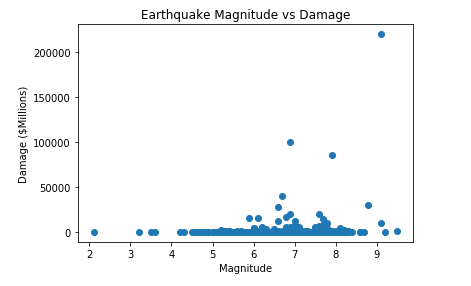 Earthquake Magnitude vs Damage
Damage ($Millions)
200000
150000
100000
50000
0
2 3 4 5 6 7 8 9
Magnitude